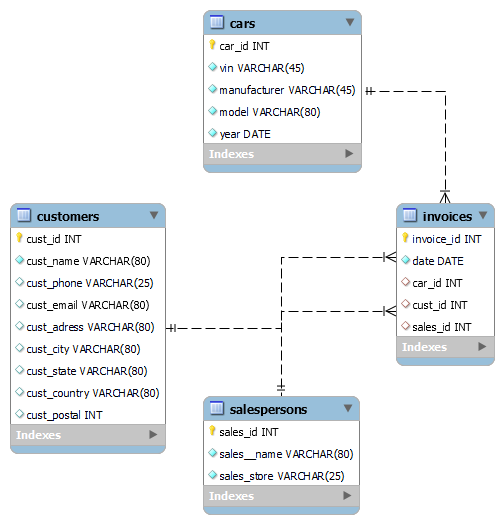 cars
car_id INT
vin VARCHAR(45)
manufacturer VARCHAR(45)
model VARCHAR(80)
year DATE
Indexes
customers
cust_id INT
cust_name VARCHAR(80)
cust_phone VARCHAR(25)
cust_email VARCHAR(80)
cust_adress VARCHAR(80)
cust_city VARCHAR(80)
cust_state VARCHAR(80)
cust_country VARCHAR(80)
cust_postal INT
Indexes
invoices
invoice_id INT
date DATE
car_id INT
cust_id INT
sales_id INT
Indexes
salespersons
sales_id INT
sales__name VARCHAR(80)
sales_store VARCHAR(25)
Indexes